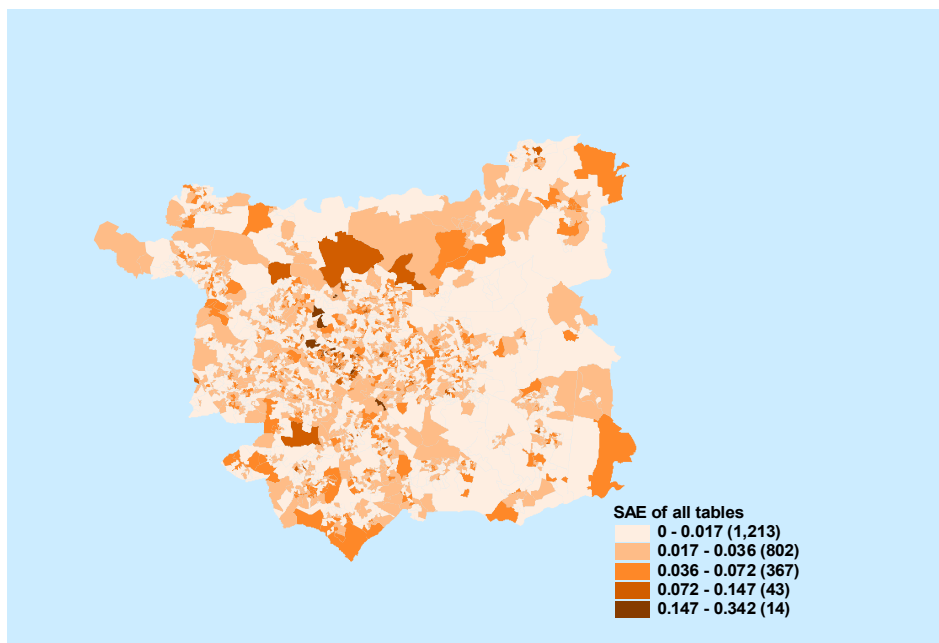 SAE of all tables
0 - 0.017 (1,213)
0.017 - 0.036 (802)
0.036 - 0.072 (367)
0.072 - 0.147 (43)
0.147 - 0.342 (14)